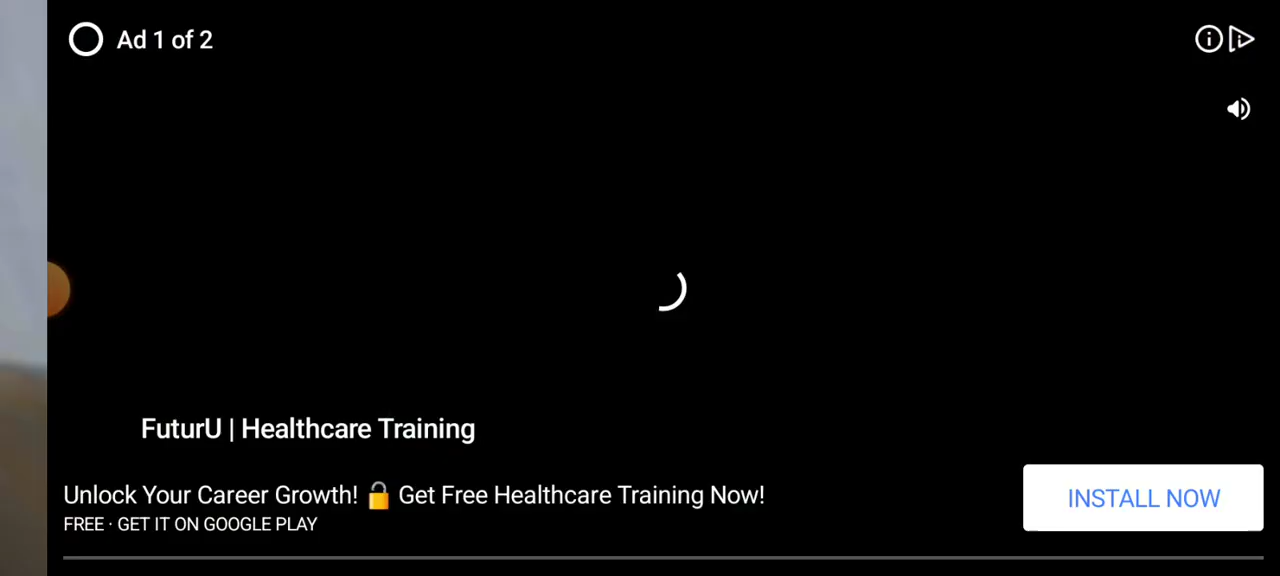 Ad 1 of 2
FuturU | Healthcare Training
Unlock Your Career Growth! 🔓 Get Free Healthcare Training Now!
FREE · GET IT ON GOOGLE PLAY
INSTALL NOW